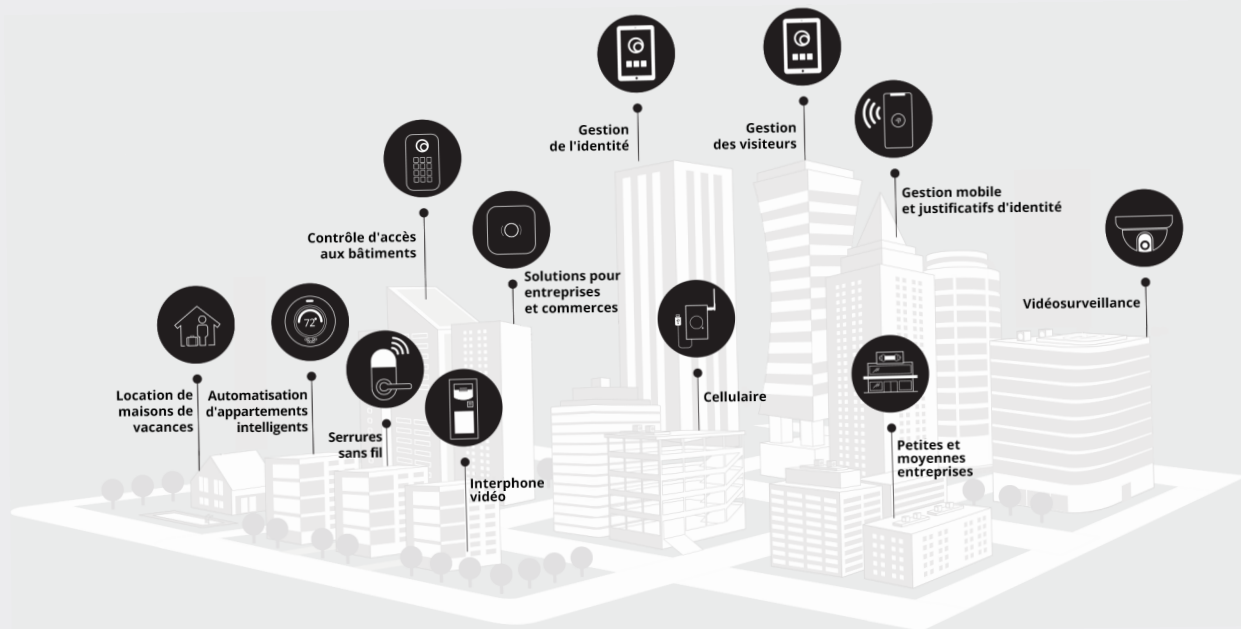 Gestion
de l'identité
Gestion
des visiteurs
Gestion mobile
et justificatifs d'identité
Contrôle d'accès
aux bâtiments
Solutions pour
entreprises
et commerces
Vidéosurveillance
72°
Location de
maisons de
vacances
Automatisation
d'appartements
intelligents
Serrures
sans fil
Interphone
vidéo
Cellulaire
Petites et
moyennes
entreprises